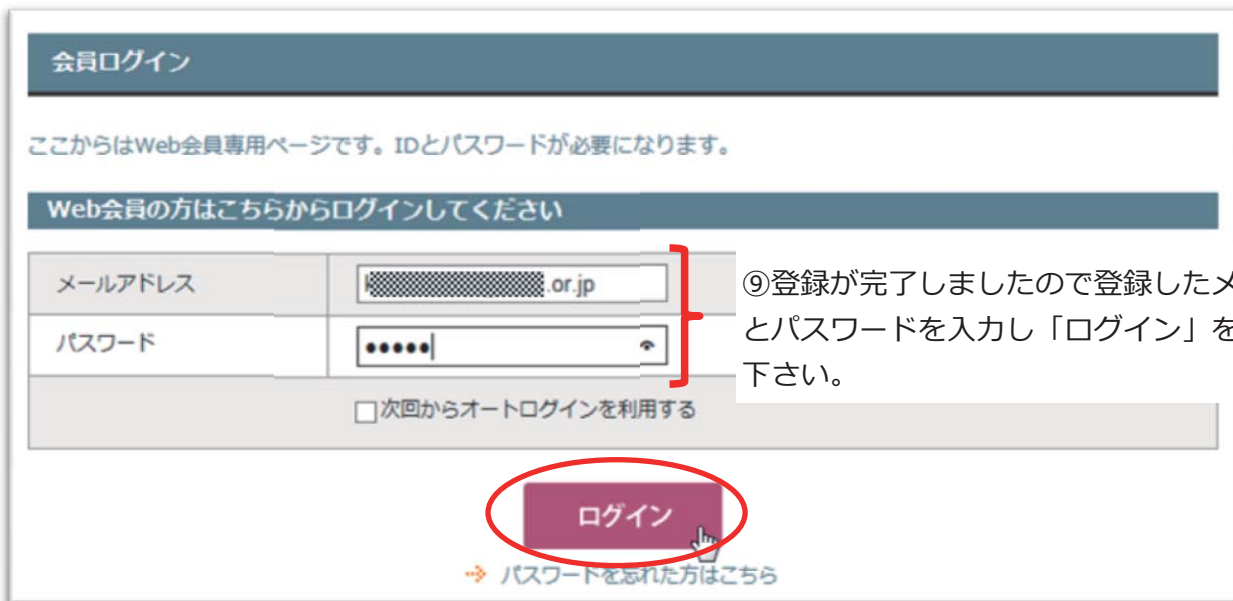 会員ログイン
ここからはWeb会員専用ページです。IDとパスワードが必要になります。
Web会員の方はこちらからログインしてください
メールアドレス
.or.jp
⑨登録が完了しましたので登録したメ
とパスワードを入力し「ログイン」を
下さい。
パスワード
●●●●●
次回からオートログインを利用する
ログイン
パスワードを忘れた方はこちら